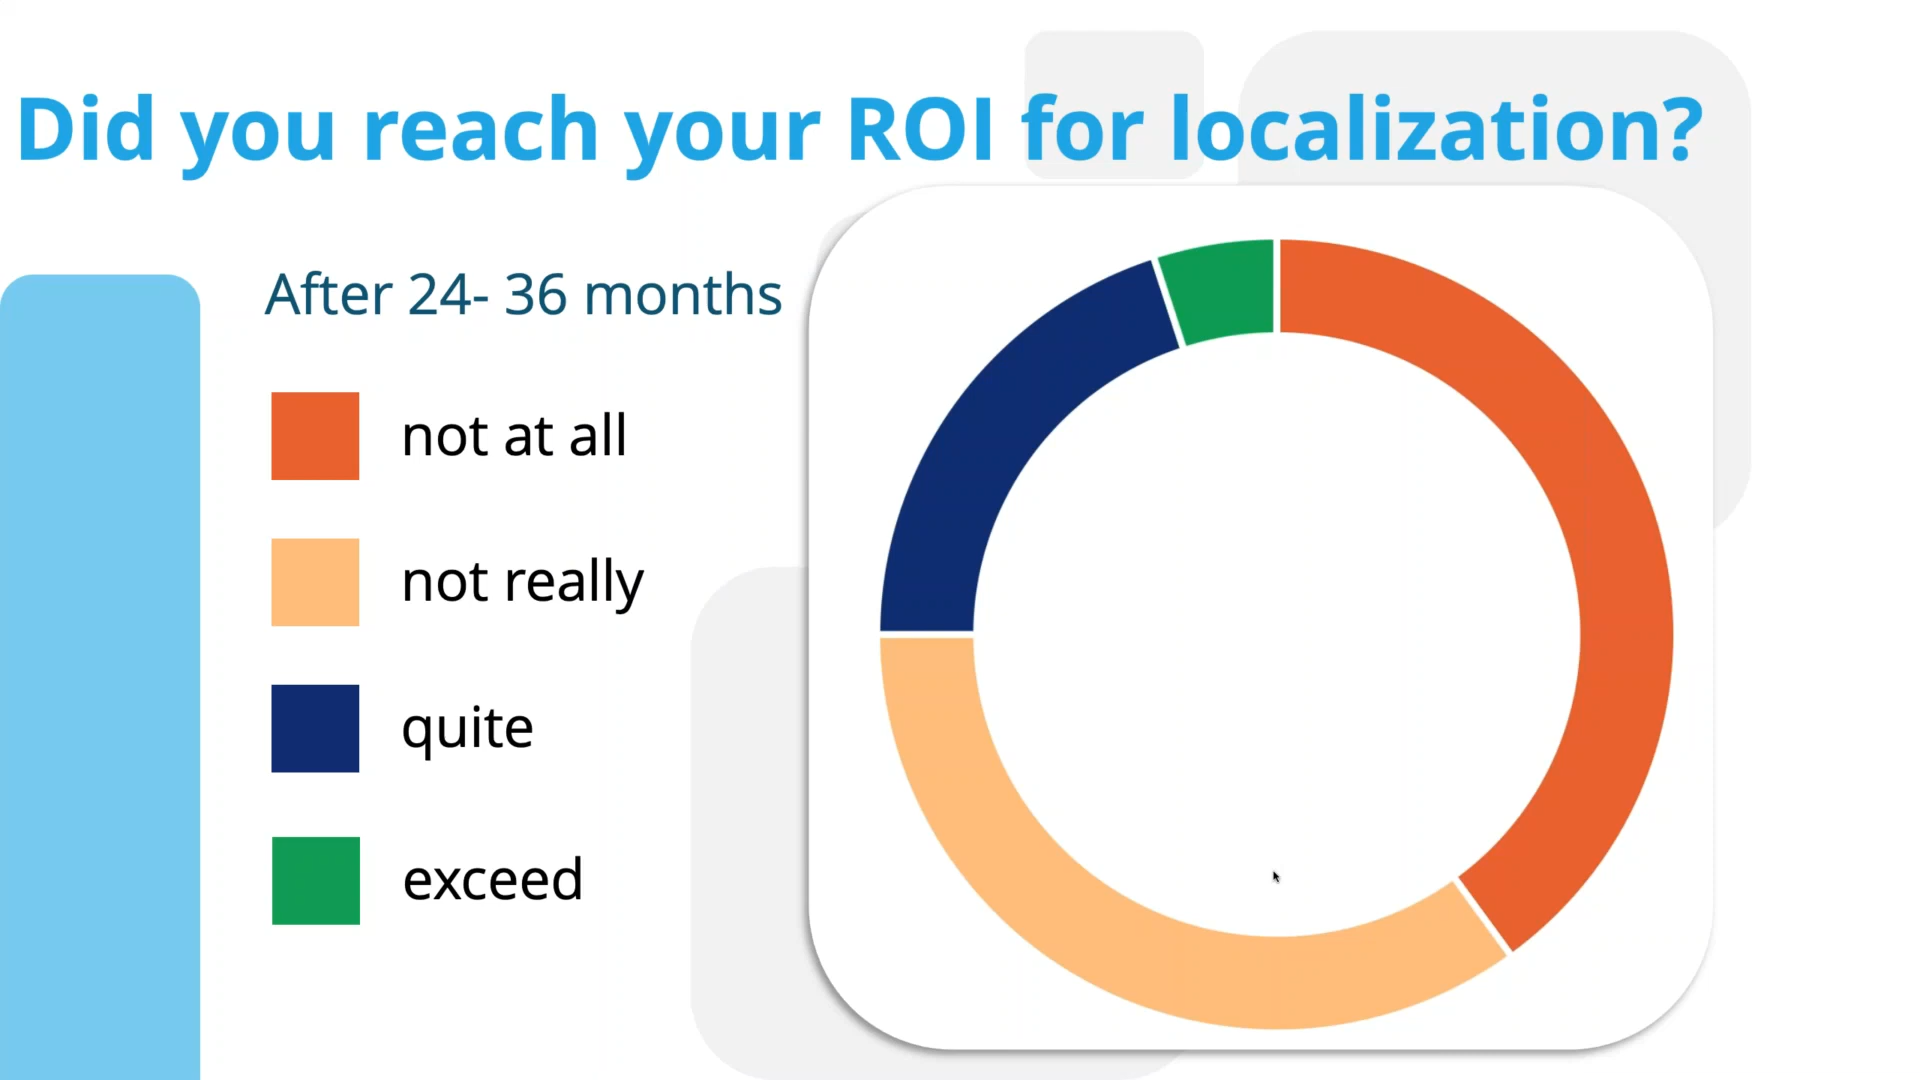 Did you reach your ROI for localization?
After 24- 36 months
not at all
not really
quite
exceed